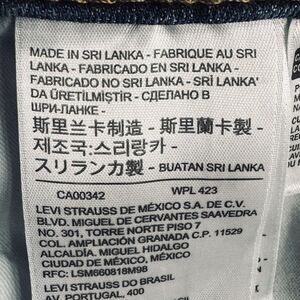 MADE IN SRI LANKA - FABRIQUE AU SRI
LANKA - FABRICADO EN SRI LANKA -
FABRICADO NO SRI LANKA - SRİ LANKA'
DA ÜRETİLMİŞTİR - СДЕЛАНО В
ШРИ-ЛАНКЕ -
斯里兰卡制造 - 斯里蘭卡製 -
제조국:스리랑카 -
スリランカ製 - BUATAN SRI LANKA
CA00342 WPL 423
LEVI STRAUSS DE MÉXICO S.A. DE C.V.
BLVD. MIGUEL DE CERVANTES SAAVEDRA
NO. 301, TORRE NORTE PISO 7
COL. AMPLIACIÓN GRANADA C.P. 11529
ALCALDÍA. MIGUEL HIDALGO
CIUDAD DE MÉXICO, MÉXICO
RFC: LSM660818M98
LEVI STRAUSS DO BRASIL
AV. PORTUGAL, 400